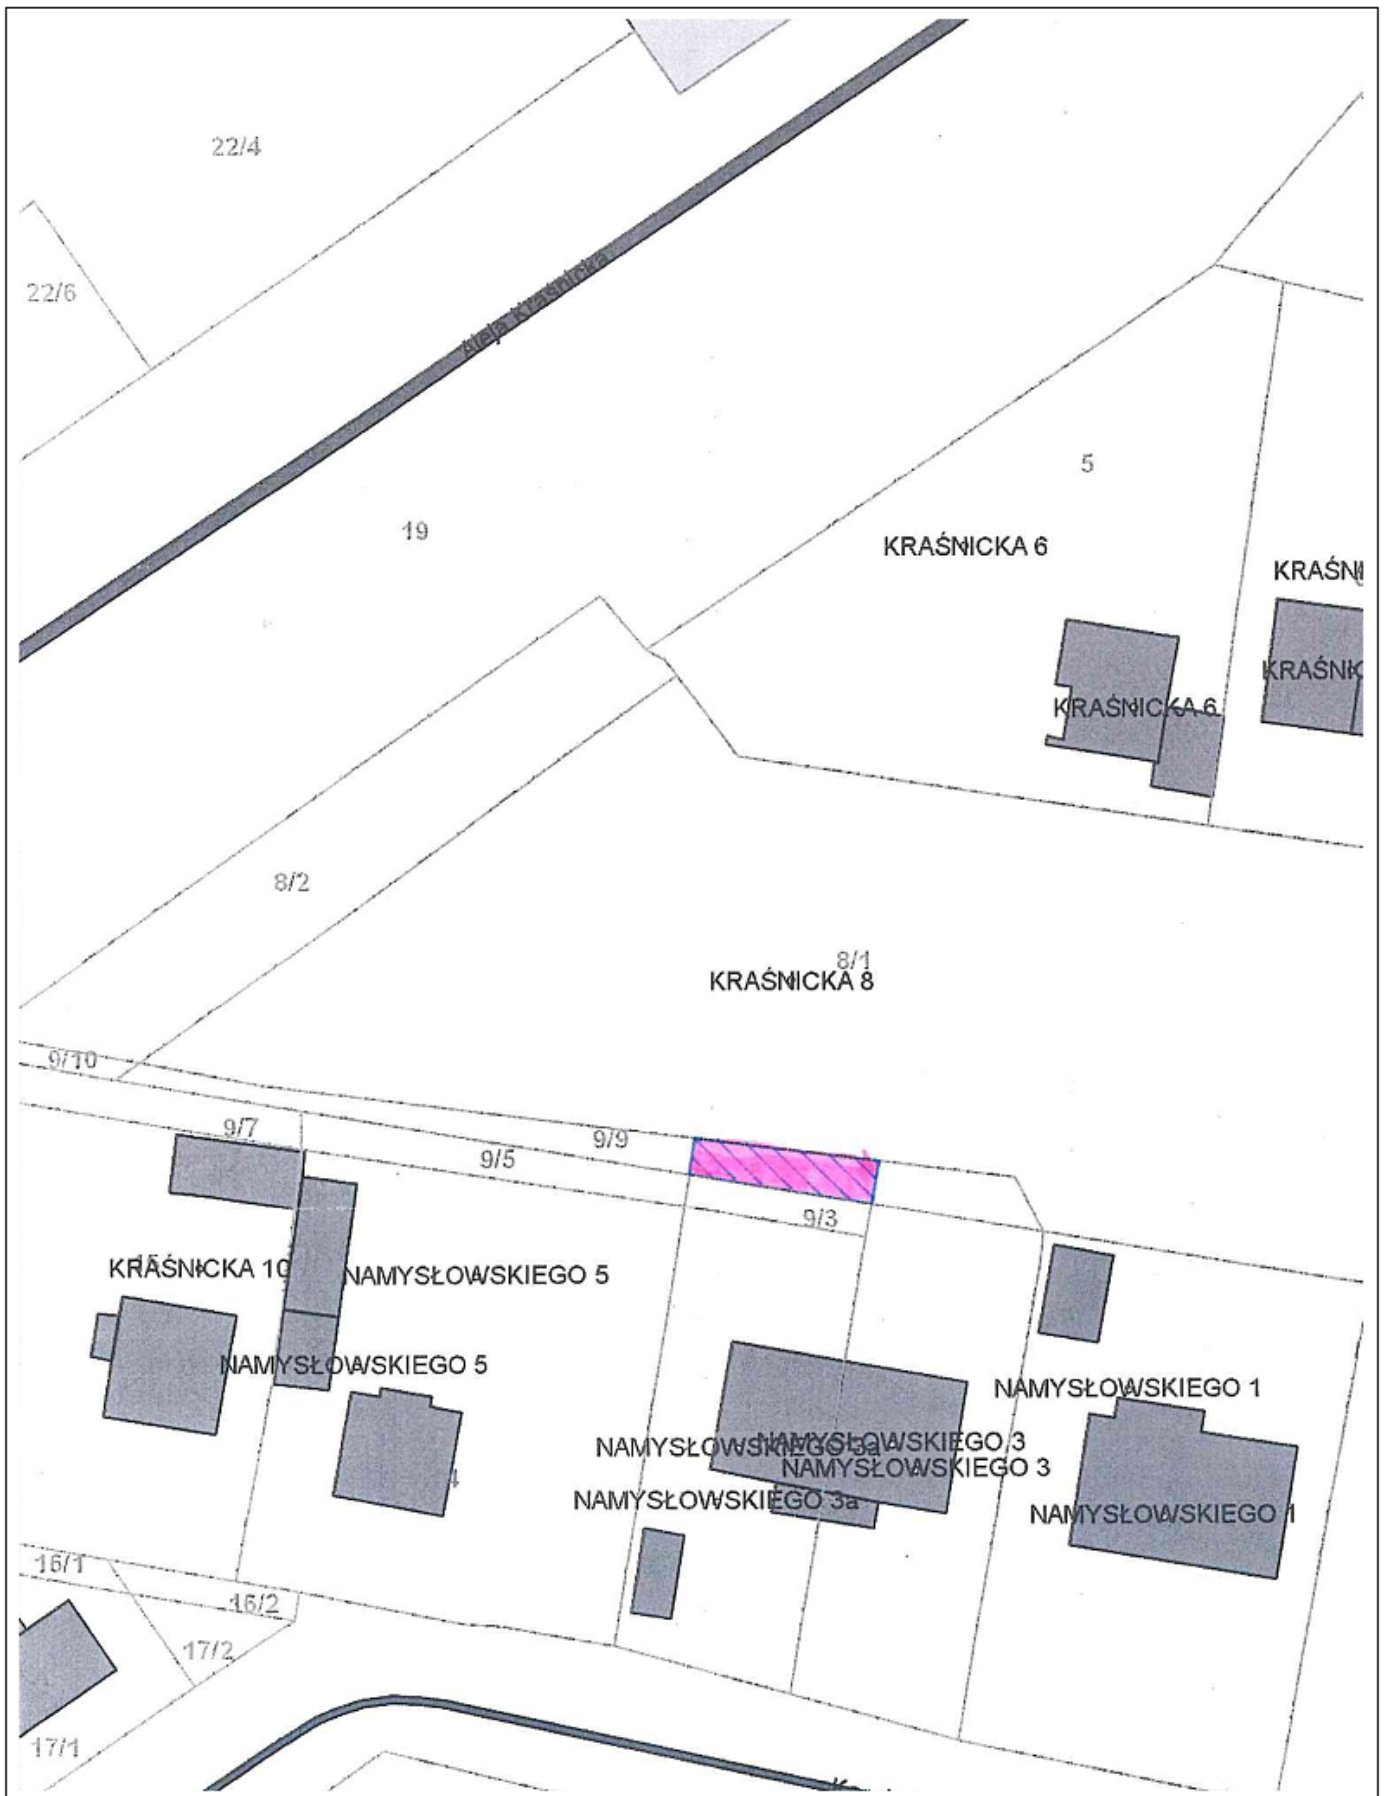 22/4
22/6
Aleja Kraśnicka
5
19
KRAŚNICKA 6
KRAŚNI
KRAŚNIC
KRAŚNICKA 6
8/2
8/1
KRAŚNICKA 8
9/10
9/7
9/9
9/5
9/3
KRAŚNICKA 10
NAMYSŁOWSKIEGO 5
NAMYSŁOWSKIEGO 5
NAMYSŁOWSKIEGO 1
NAMYSŁOWSKIEGO 3a
NAMYSŁOWSKIEGO 3
NAMYSŁOWSKIEGO 3
4
NAMYSŁOWSKIEGO 3a
NAMYSŁOWSKIEGO 1
16/1
16/2
17/2
17/1